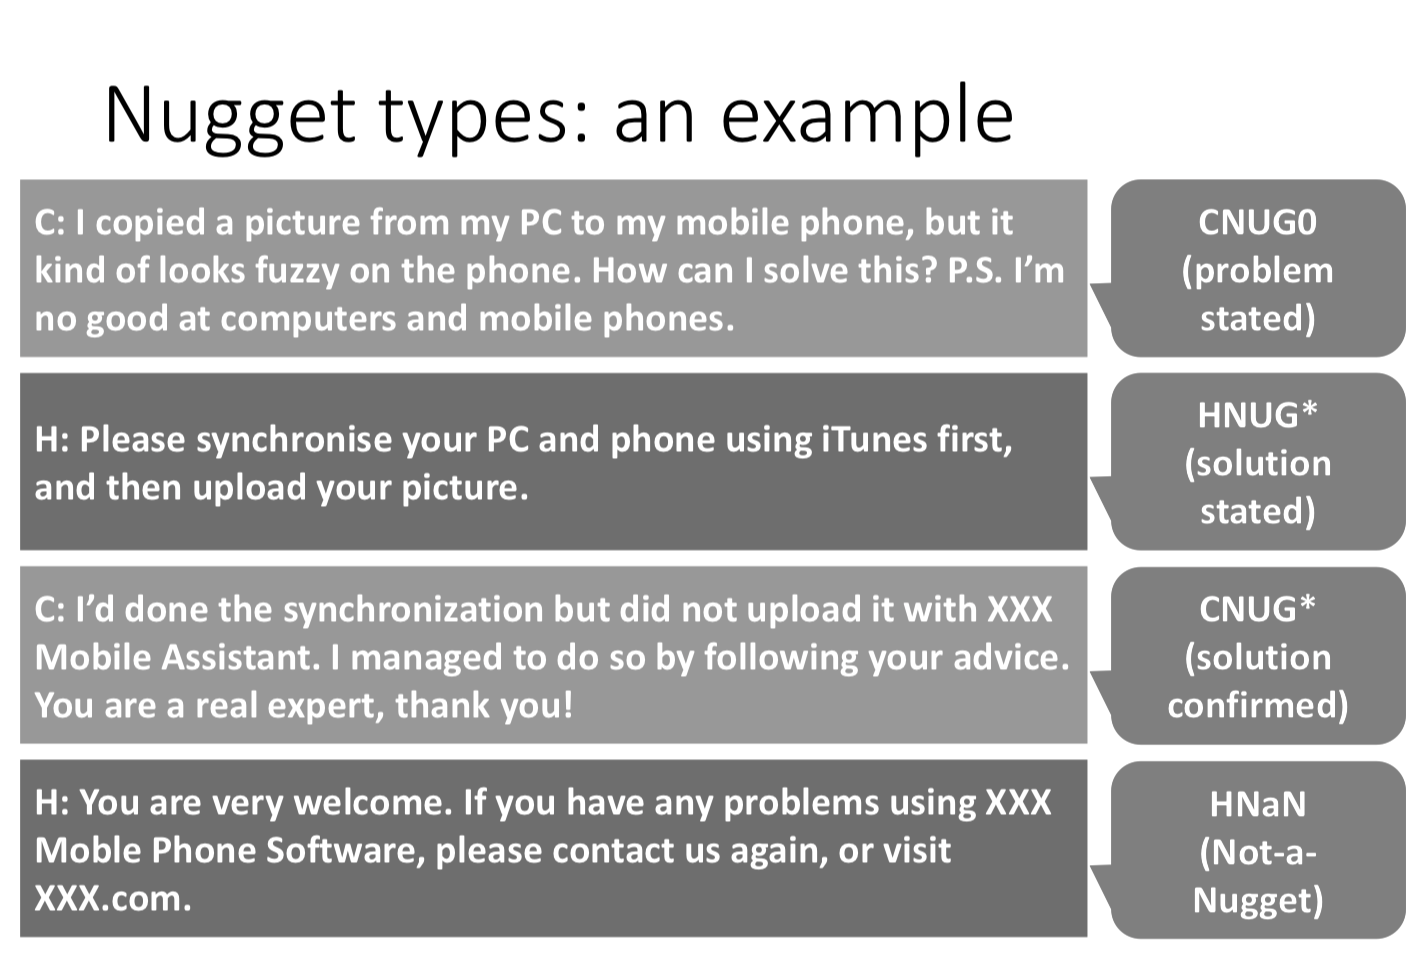 Nugget types: an example
C: I copied a picture from my PC to my mobile phone, but it
kind of looks fuzzy on the phone. How can I solve this? P.S. I’m
no good at computers and mobile phones.
CNUG0
(problem
stated)
H: Please synchronise your PC and phone using iTunes first,
and then upload your picture.
HNUG*
(solution
stated)
C: I’d done the synchronization but did not upload it with XXX
Mobile Assistant. I managed to do so by following your advice.
You are a real expert, thank you!
CNUG*
(solution
confirmed)
H: You are very welcome. If you have any problems using XXX
Moble Phone Software, please contact us again, or visit
XXX.com.
HNaN
(Not-a-
Nugget)